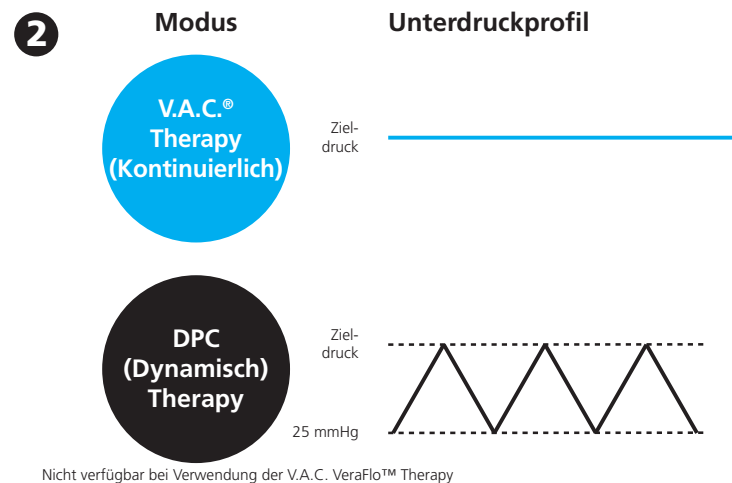 2
Modus
Unterdruckprofil
V.A.C.®
Therapy
(Kontinuierlich)
Ziel-
druck
DPC
(Dynamisch)
Therapy
Ziel-
druck
25 mmHg
Nicht verfügbar bei Verwendung der V.A.C. VeraFlo™ Therapy